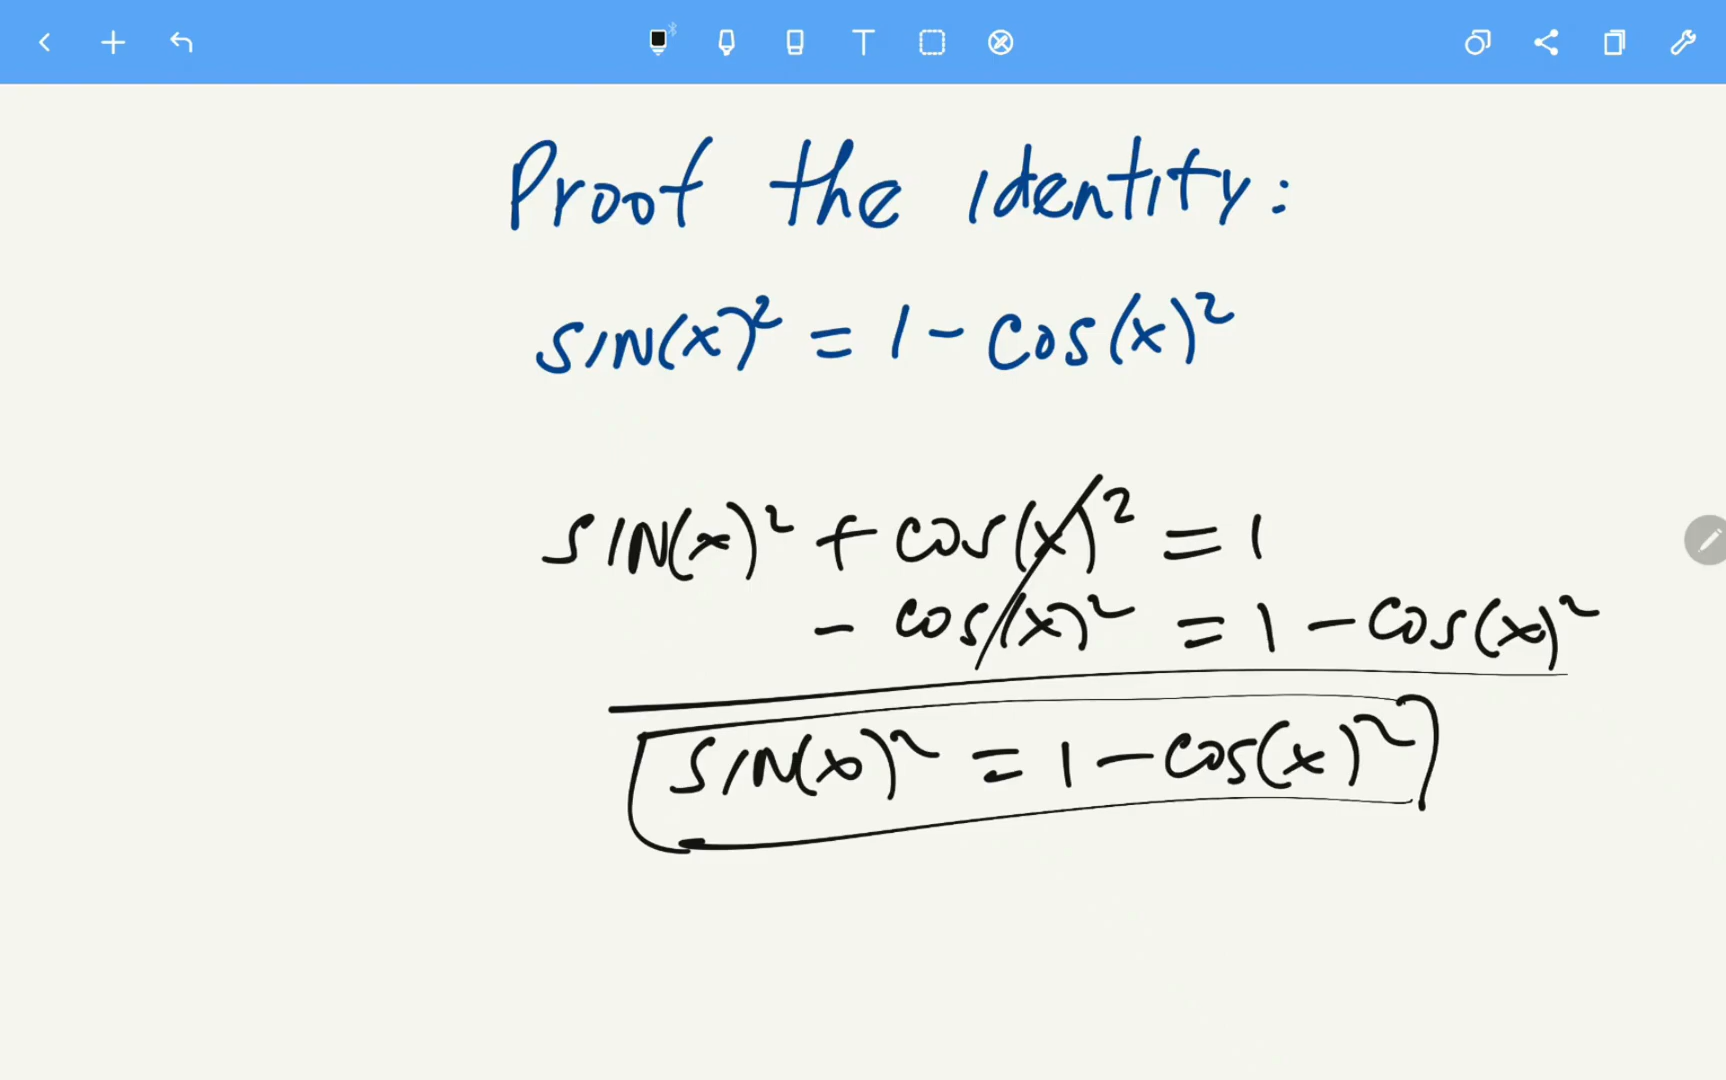 Proof the identity:
sin(x)² = 1 - cos(x)²
sin(x)² + cos(x)² = 1
- cos(x)² = 1 - cos(x)²
sin(x)² = 1 - cos(x)²